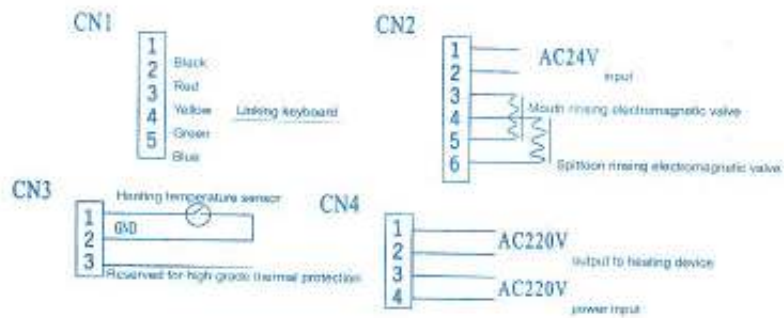 CN1
1
2
3
4
5
Black
Red
Yellow
Green
Blue
Linking keyboard
CN2
1
2
3
4
5
6
AC24V
input
Mouth rinsing electromagnetic valve
Spittoon rinsing electromagnetic valve
CN3
1
2
3
Heating temperature sensor
GND
Reserved for high grade thermal protection
CN4
1
2
3
4
AC220V
output to heating device
AC220V
power input